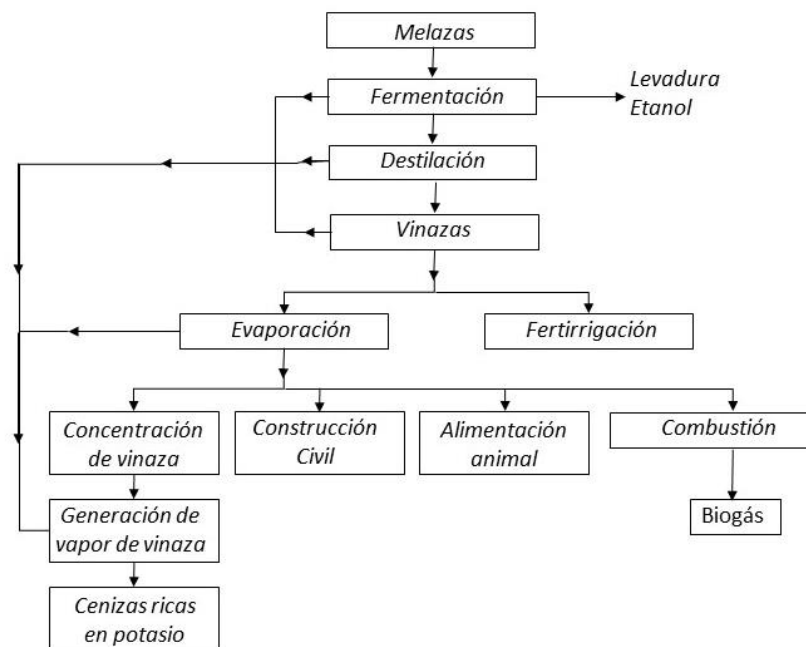 Melazas
Fermentación
Levadura
Etanol
Destilación
Vinazas
Evaporación
Fertirrigación
Concentración
de vinaza
Construcción
Civil
Alimentación
animal
Combustión
Generación de
vapor de vinaza
Biogás
Cenizas ricas
en potasio